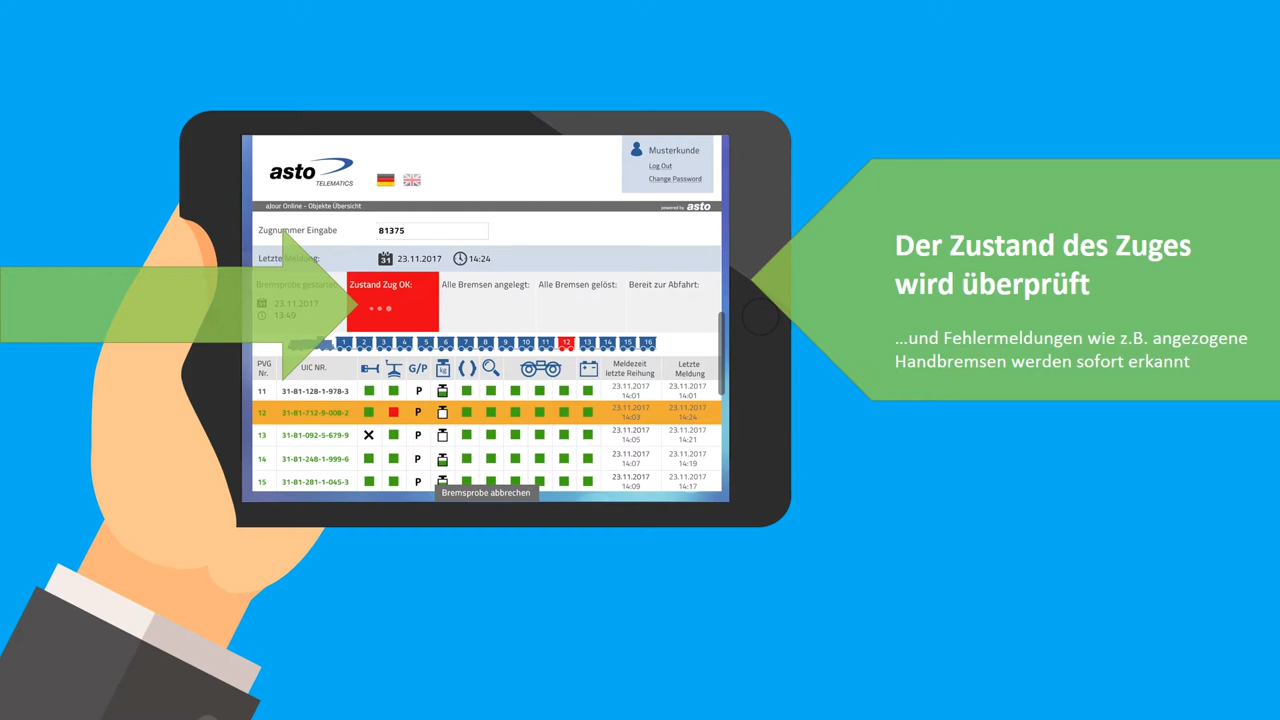 asto
TELEMATICS
Musterkunde
Log Out
Change Password
aJour Online - Objekte Übersicht
powered by asto
Zugnummer Eingabe
81375
Letzte Meldung:
31
23.11.2017
14:24
Bremsprobe gestartet:
23.11.2017
13:49
Zustand Zug OK:
Alle Bremsen angelegt:
Alle Bremsen gelöst:
Bereit zur Abfahrt:
1 2 3 4 5 6 7 8 9 10 11 12 13 14 15 16
PVG Nr.
UIC NR.
G/P
kg
Meldezeit letzte Reihung
Letzte Meldung
11 31-81-128-1-978-3 P 23.11.2017 14:01 23.11.2017 14:01
12 31-81-712-9-008-2 P 23.11.2017 14:03 23.11.2017 14:24
13 31-81-092-5-679-9 P 23.11.2017 14:05 23.11.2017 14:21
14 31-81-248-1-999-6 P 23.11.2017 14:07 23.11.2017 14:19
15 31-81-281-1-045-3 P 23.11.2017 14:09 23.11.2017 14:17
Bremsprobe abbrechen
Der Zustand des Zuges
wird überprüft
...und Fehlermeldungen wie z.B. angezogene
Handbremsen werden sofort erkannt